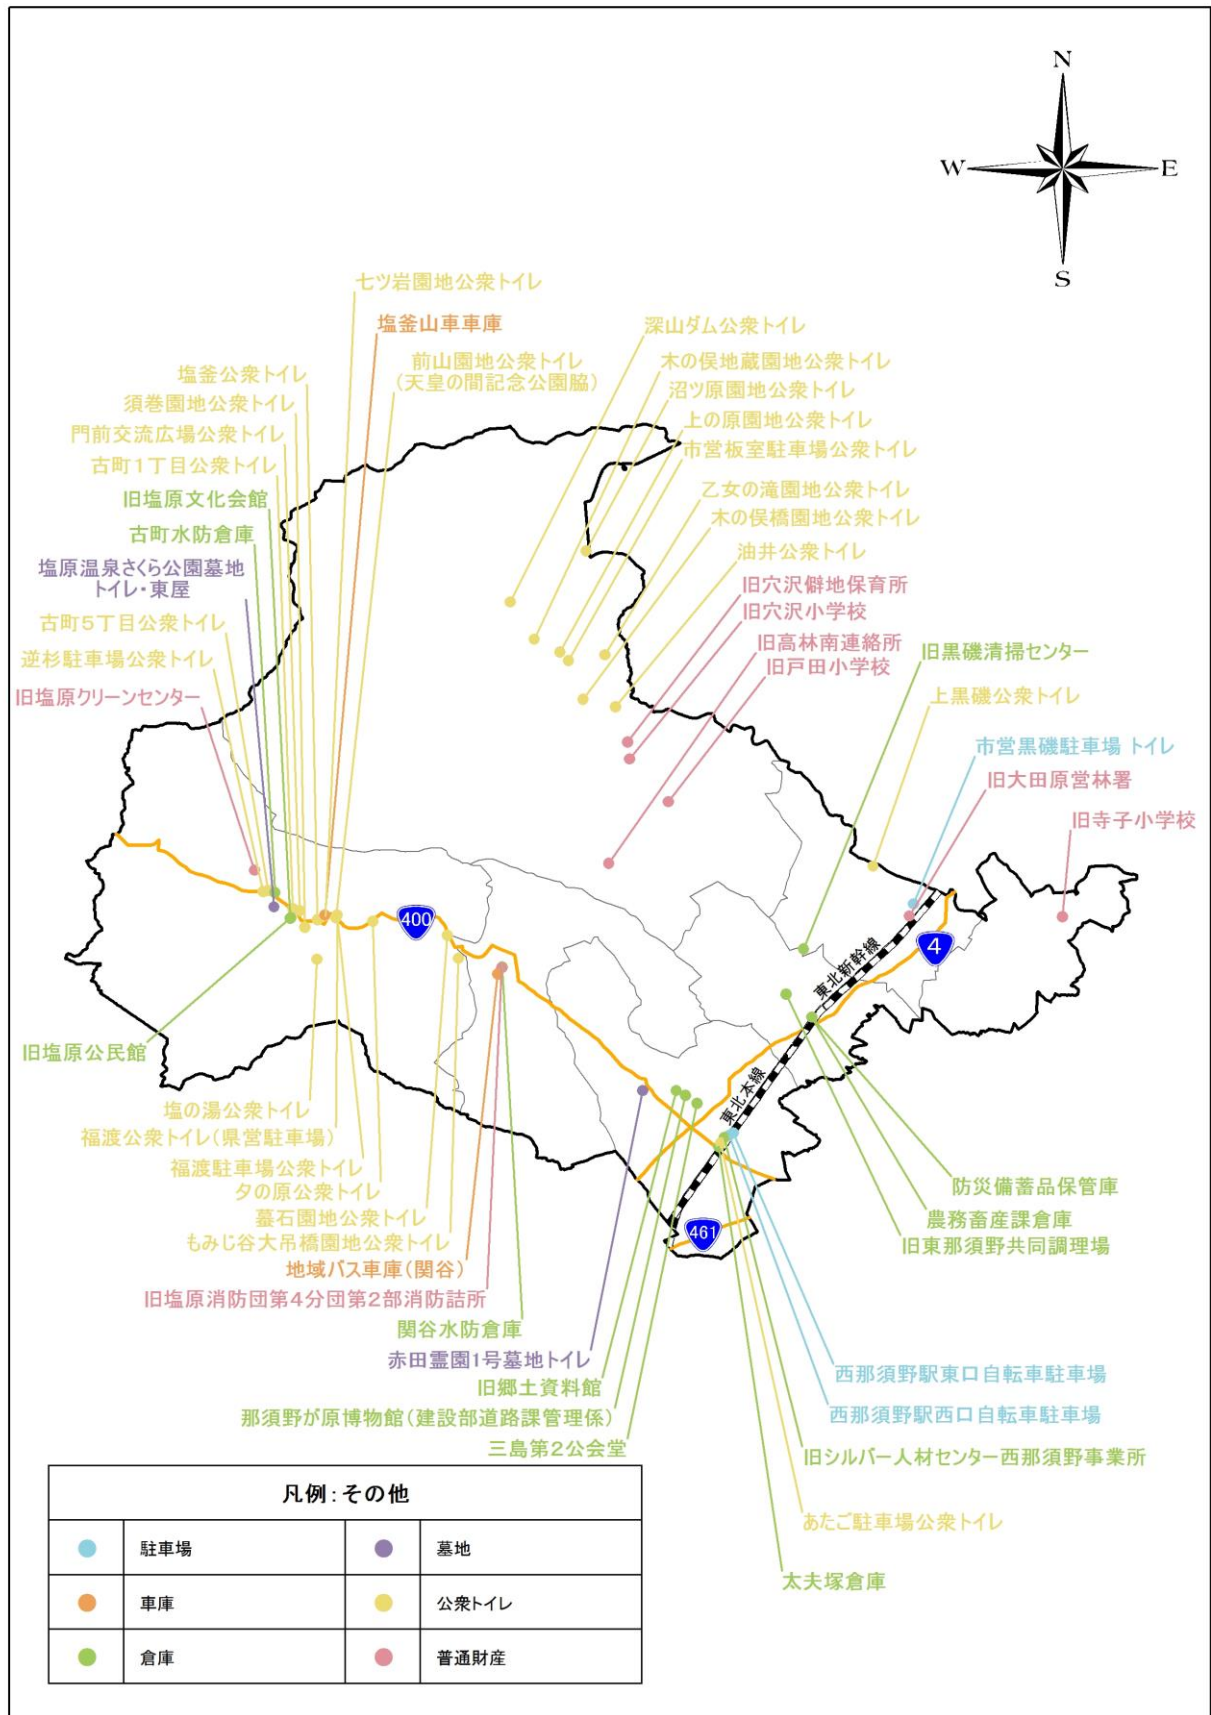 N
W
E
S
七ツ岩園地公衆トイレ
塩釜山車車庫
前山園地公衆トイレ
(天皇の間記念公園脇)
塩釜公衆トイレ
須巻園地公衆トイレ
門前交流広場公衆トイレ
古町1丁目公衆トイレ
旧塩原文化会館
古町水防倉庫
塩原温泉さくら公園墓地
トイレ・東屋
古町5丁目公衆トイレ
逆杉駐車場公衆トイレ
旧塩原クリーンセンター
深山ダム公衆トイレ
木の俣地蔵園地公衆トイレ
沼ツ原園地公衆トイレ
上の原園地公衆トイレ
市営板室駐車場公衆トイレ
乙女の滝園地公衆トイレ
木の俣橋園地公衆トイレ
油井公衆トイレ
旧穴沢僻地保育所
旧穴沢小学校
旧高林南連絡所
旧戸田小学校
旧黒磯清掃センター
上黒磯公衆トイレ
市営黒磯駐車場 トイレ
旧大田原営林署
旧寺子小学校
400
4
東北新幹線
東北本線
461
旧塩原公民館
塩の湯公衆トイレ
福渡公衆トイレ(県営駐車場)
福渡駐車場公衆トイレ
夕の原公衆トイレ
墓石園地公衆トイレ
もみじ谷大吊橋園地公衆トイレ
地域バス車庫(関谷)
旧塩原消防団第4分団第2部消防詰所
関谷水防倉庫
赤田霊園1号墓地トイレ
旧郷土資料館
那須野が原博物館(建設部道路課管理係)
三島第2公会堂
防災備蓄品保管庫
農務畜産課倉庫
旧東那須野共同調理場
西那須野駅東口自転車駐車場
西那須野駅西口自転車駐車場
旧シルバー人材センター西那須野事業所
あたご駐車場公衆トイレ
太夫塚倉庫
凡例:その他
駐車場
墓地
車庫
公衆トイレ
倉庫
普通財産